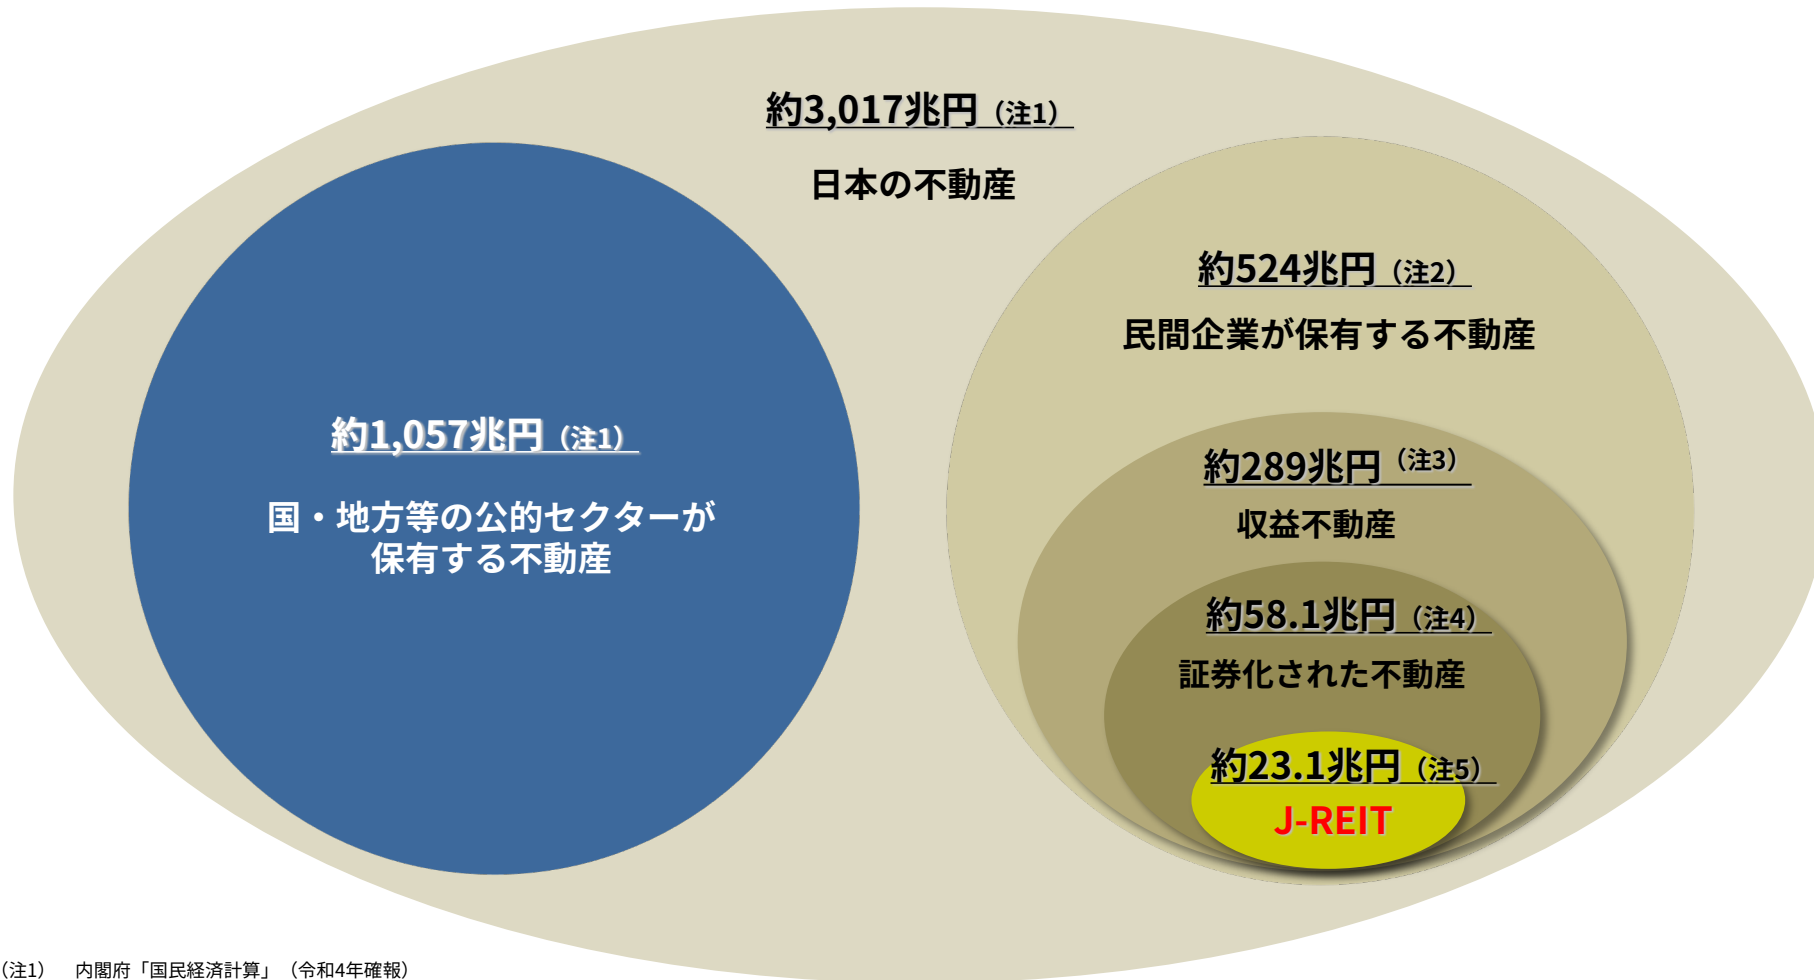 約3,017兆円（注1）
日本の不動産
約524兆円（注2）
民間企業が保有する不動産
約1,057兆円（注1）
国・地方等の公的セクターが
保有する不動産
約289兆円（注3）
収益不動産
約58.1兆円（注4）
証券化された不動産
約23.1兆円（注5）
J-REIT
（注1）　内閣府「国民経済計算」（令和4年確報）